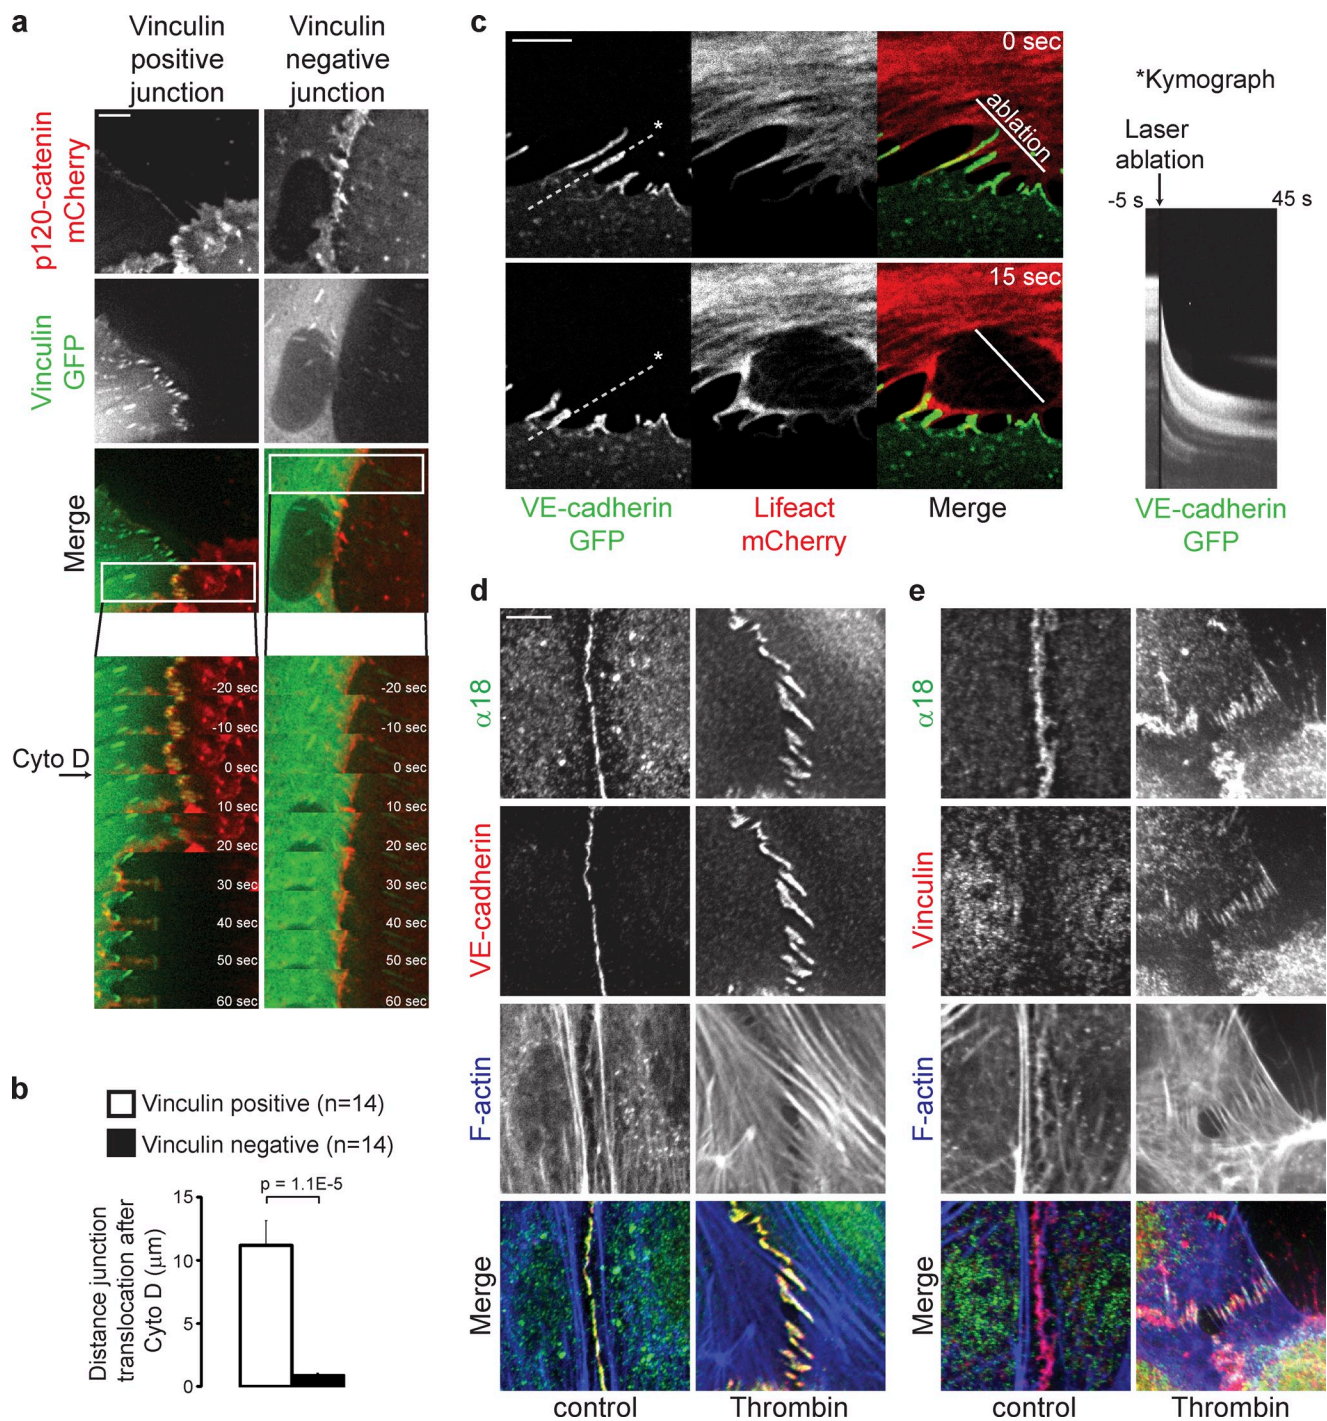 a
Vinculin
positive
junction
Vinculin
negative
junction
p120-catenin
mCherry
Vinculin
GFP
Merge
-20 sec
-10 sec
0 sec
10 sec
20 sec
30 sec
40 sec
50 sec
60 sec
-20 sec
-10 sec
0 sec
10 sec
20 sec
30 sec
40 sec
50 sec
60 sec
Cyto D
b
Vinculin positive (n=14)
Vinculin negative (n=14)
p = 1.1E-5
15
10
5
0
Distance junction
translocation after
Cyto D (μm)
c
*
0 sec
ablation
*
15 sec
VE-cadherin
GFP
Lifeact
mCherry
Merge
*Kymograph
Laser
ablation
-5 s
45 s
VE-cadherin
GFP
d
α18
VE-cadherin
F-actin
Merge
control
Thrombin
e
α18
Vinculin
F-actin
Merge
control
Thrombin